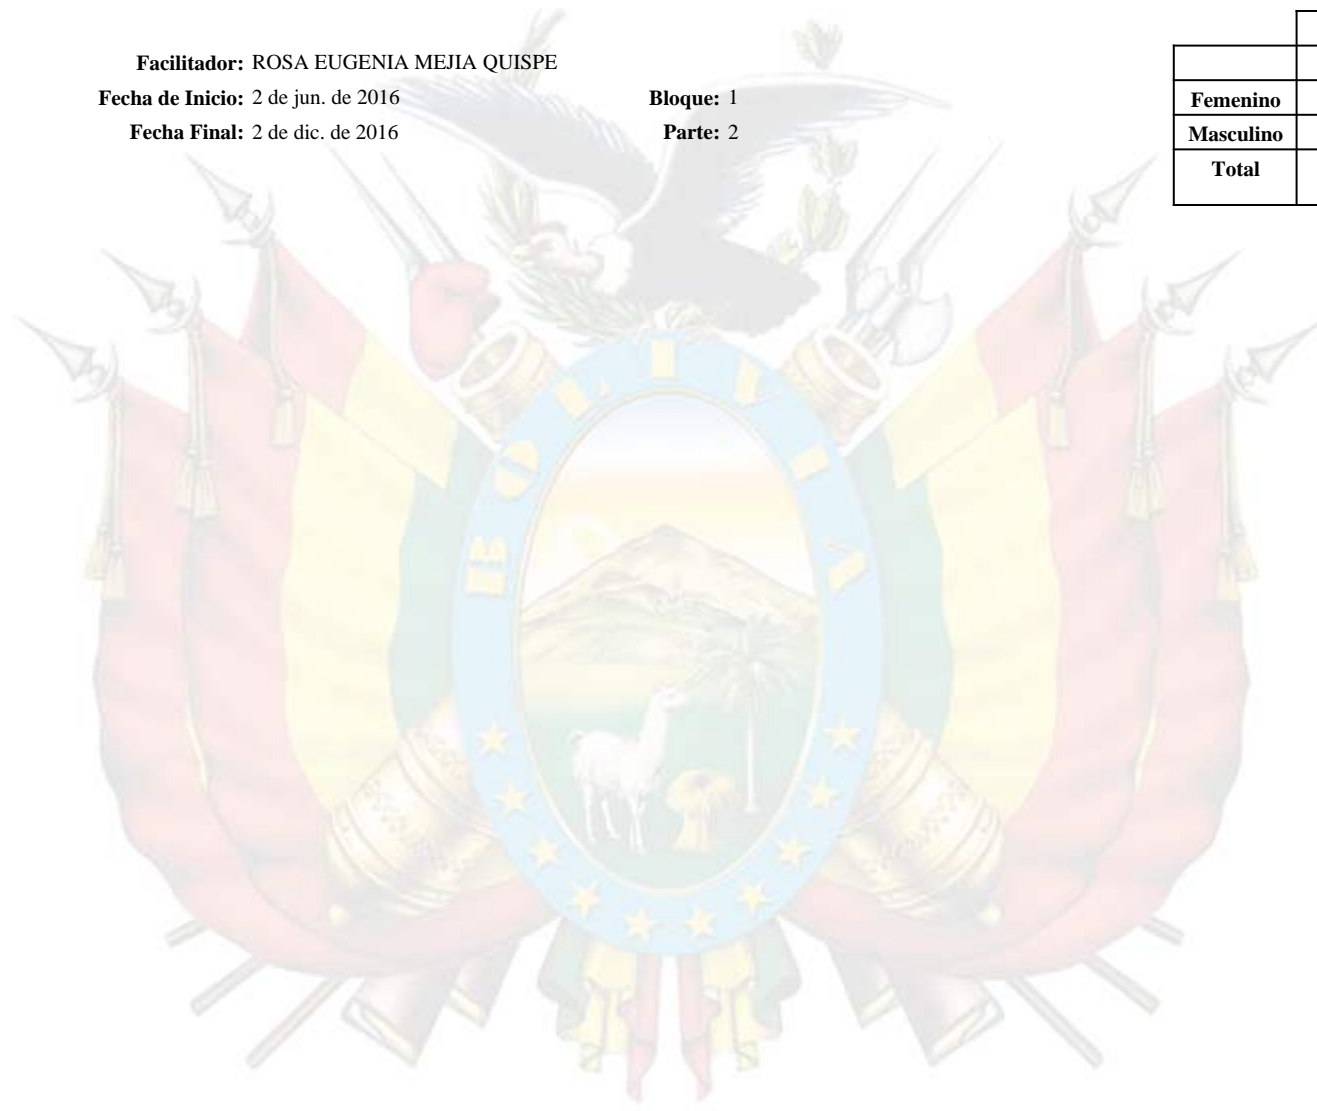 Facilitador: ROSA EUGENIA MEJIA QUISPE
Fecha de Inicio: 2 de jun. de 2016 Bloque: 1
Fecha Final: 2 de dic. de 2016 Parte: 2
Femenino
Masculino
Total
BOLIVIA